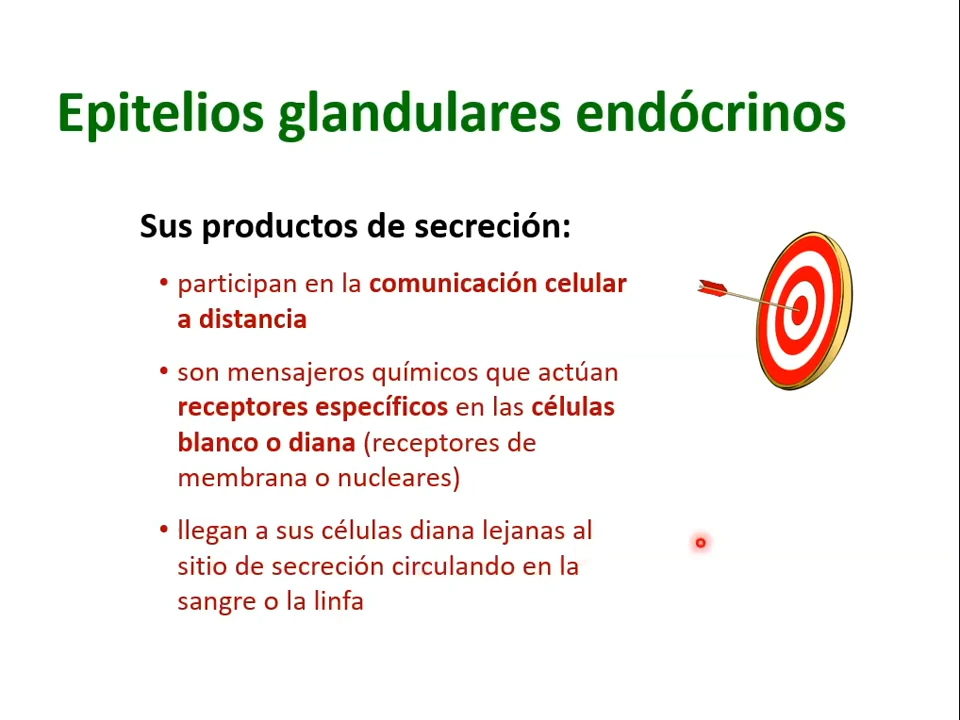 Epitelios glandulares endócrinos
Sus productos de secreción:
• participan en la comunicación celular
a distancia
• son mensajeros químicos que actúan
receptores específicos en las células
blanco o diana (receptores de
membrana o nucleares)
• llegan a sus células diana lejanas al
sitio de secreción circulando en la
sangre o la linfa